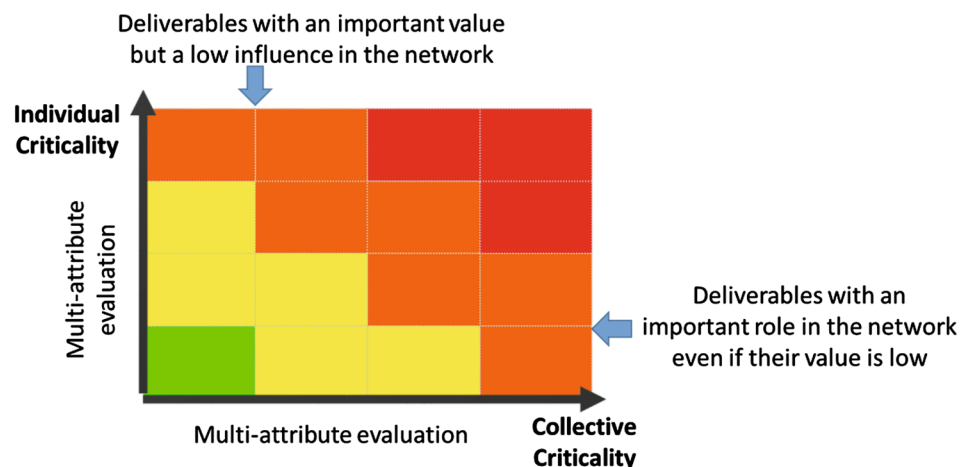 Deliverables with an important value
but a low influence in the network
Individual
Criticality
Multi-attribute
evaluation
Deliverables with an
important role in the network
even if their value is low
Multi-attribute evaluation
Collective
Criticality